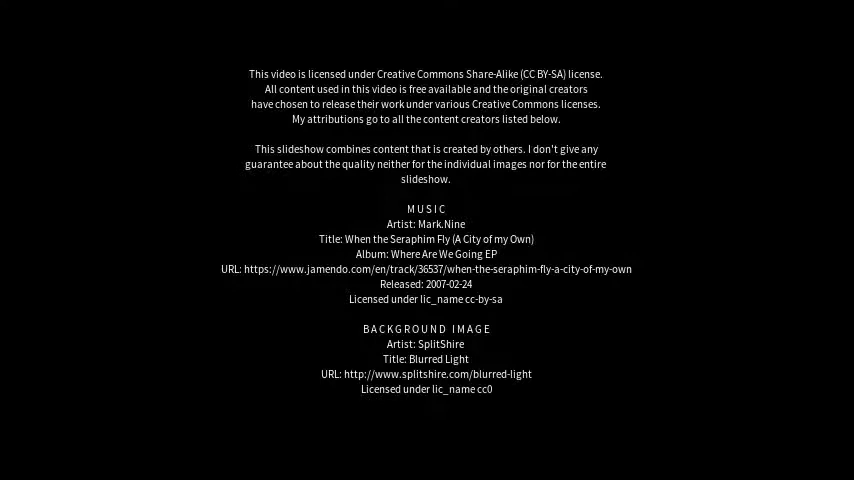 This video is licensed under Creative Commons Share-Alike (CC BY-SA) license.
All content used in this video is free available and the original creators
have chosen to release their work under various Creative Commons licenses.
My attributions go to all the content creators listed below.
This slideshow combines content that is created by others. I don't give any
guarantee about the quality neither for the individual images nor for the entire
slideshow.
MUSIC
Artist: Mark.Nine
Title: When the Seraphim Fly (A City of my Own)
Album: Where Are We Going EP
URL: https://www.jamendo.com/en/track/36537/when-the-seraphim-fly-a-city-of-my-own
Released: 2007-02-24
Licensed under lic_name cc-by-sa
BACKGROUND IMAGE
Artist: SplitShire
Title: Blurred Light
URL: http://www.splitshire.com/blurred-light
Licensed under lic_name cc0